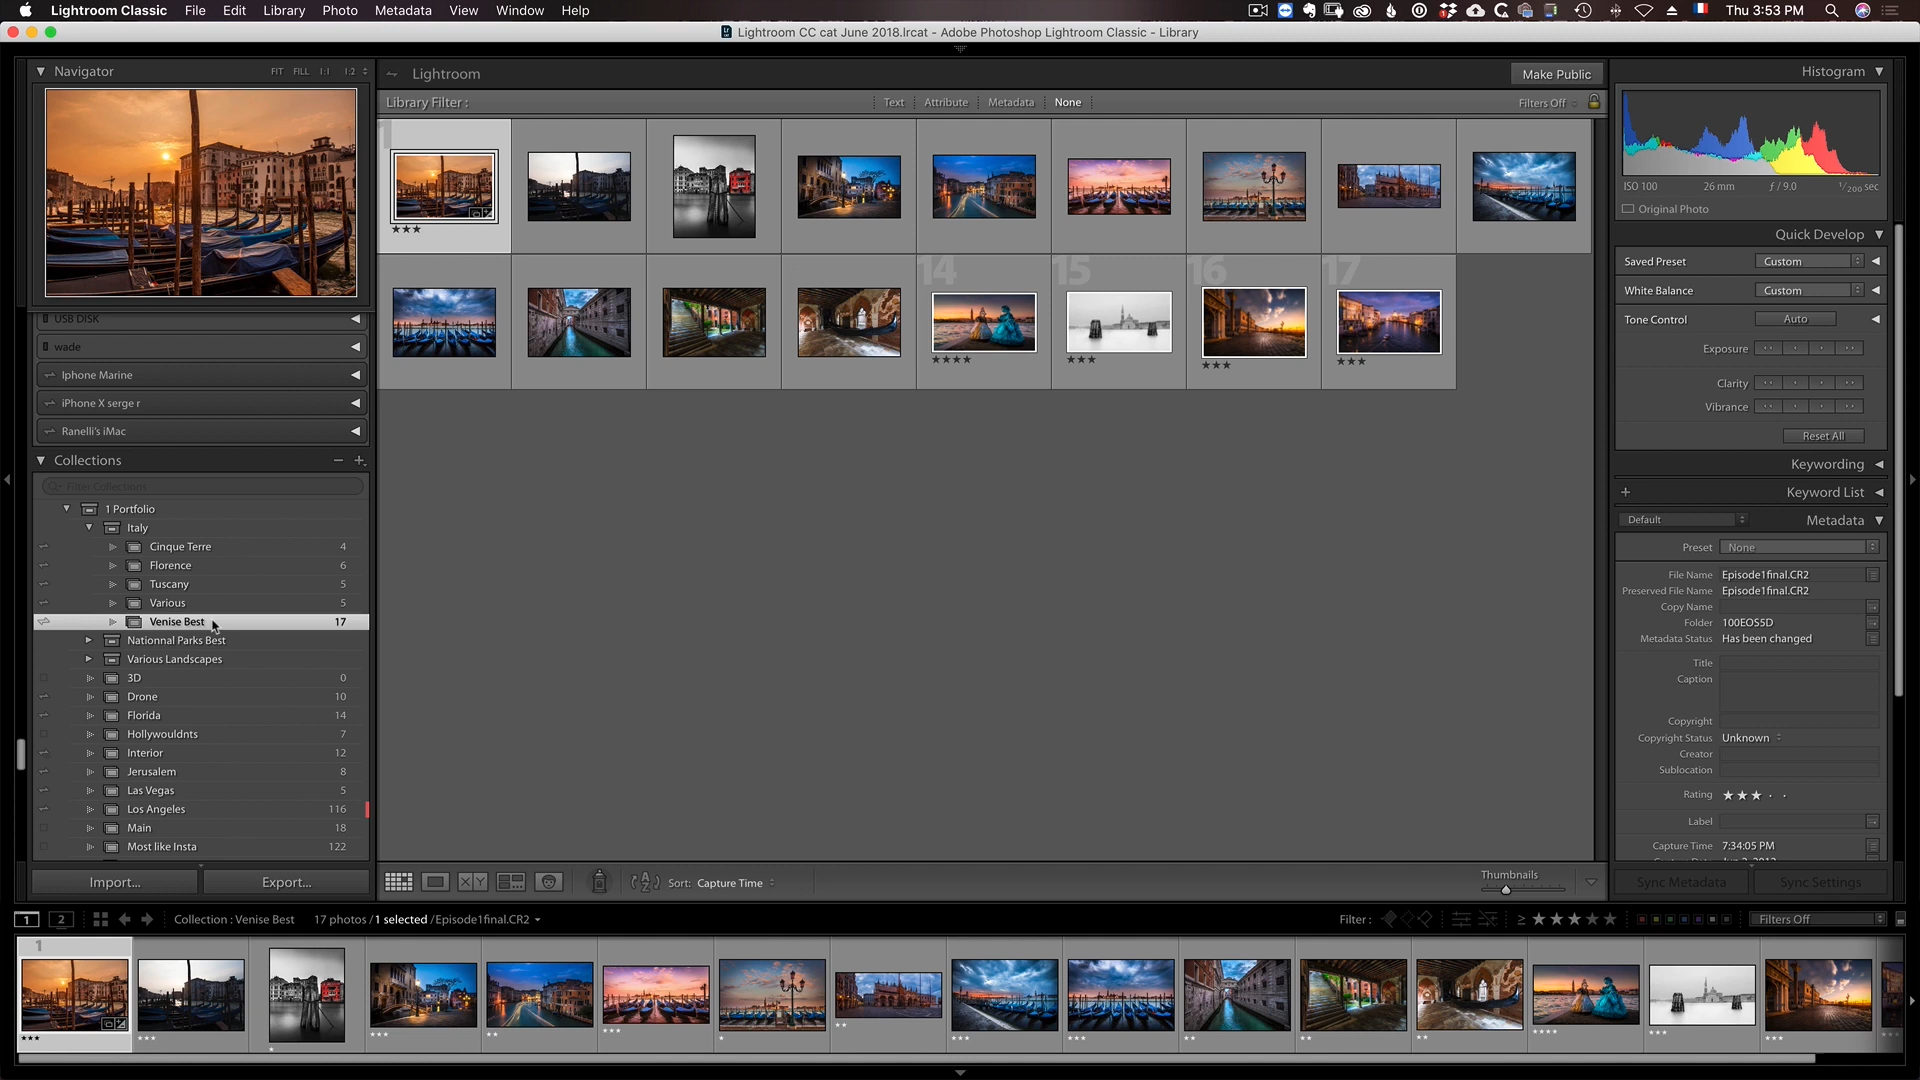 Lightroom Classic File Edit Library Photo Metadata View Window Help Thu 3:53 PM
Lightroom CC cat June 2018.lrcat - Adobe Photoshop Lightroom Classic - Library
Navigator FIT FILL 1:1 1:2
USB DISK
wade
Iphone Marine
iPhone X serge r
Ranelli's iMac
Collections
Filter Collections
1 Portfolio
Italy
Cinque Terre 4
Florence 6
Tuscany 5
Various 5
Venise Best 17
Nationnal Parks Best
Various Landscapes
3D 0
Drone 10
Florida 14
Hollywouldnts 7
Interior 12
Jerusalem 8
Las Vegas 5
Los Angeles 116
Main 18
Most like Insta 122
Import... Export...
Lightroom Make Public
Library Filter : Text Attribute Metadata None Filters Off
1
14 15 16 17
Sort: Capture Time Thumbnails
Histogram
ISO 100 26 mm ƒ / 9.0 1/200 sec
Original Photo
Quick Develop
Saved Preset Custom
White Balance Custom
Tone Control Auto
Exposure
Clarity
Vibrance
Reset All
Keywording
Keyword List
Default Metadata
Preset None
File Name Episode1final.CR2
Preserved File Name Episode1final.CR2
Copy Name
Folder 100EOS5D
Metadata Status Has been changed
Title
Caption
Copyright
Copyright Status Unknown
Creator
Sublocation
Rating
Label
Capture Time 7:34:05 PM
Sync Metadata Sync Settings
1 2 Collection : Venise Best 17 photos / 1 selected / Episode1final.CR2 Filter : Filters Off
1